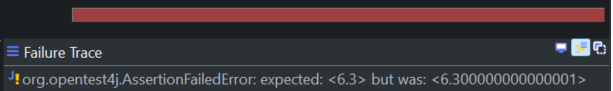 Failure Trace
org.opentest4j.AssertionFailedError: expected: <6.3> but was: <6.300000000000001>